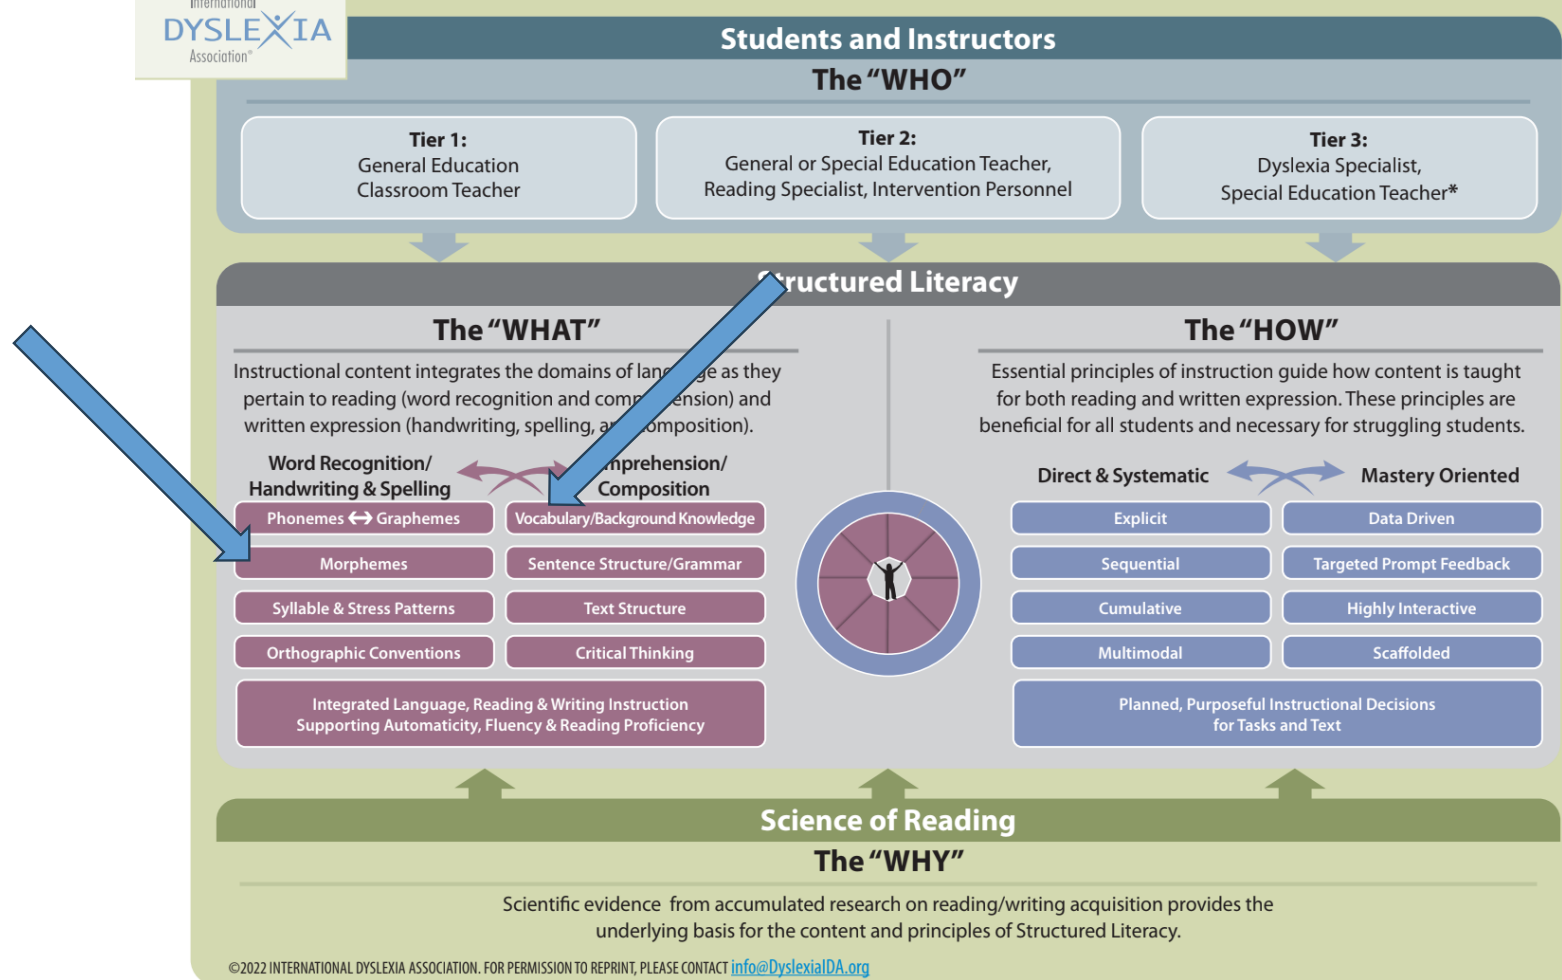 International
DYSLEXIA
Association®
Students and Instructors
The “WHO”
Tier 1:
General Education
Classroom Teacher
Tier 2:
General or Special Education Teacher,
Reading Specialist, Intervention Personnel
Tier 3:
Dyslexia Specialist,
Special Education Teacher*
Structured Literacy
The “WHAT”
Instructional content integrates the domains of language as they
pertain to reading (word recognition and comprehension) and
written expression (handwriting, spelling, and composition).
Word Recognition/
Handwriting & Spelling
Comprehension/
Composition
Phonemes ↔ Graphemes
Morphemes
Syllable & Stress Patterns
Orthographic Conventions
Vocabulary/Background Knowledge
Sentence Structure/Grammar
Text Structure
Critical Thinking
Integrated Language, Reading & Writing Instruction
Supporting Automaticity, Fluency & Reading Proficiency
The “HOW”
Essential principles of instruction guide how content is taught
for both reading and written expression. These principles are
beneficial for all students and necessary for struggling students.
Direct & Systematic
Mastery Oriented
Explicit
Sequential
Cumulative
Multimodal
Data Driven
Targeted Prompt Feedback
Highly Interactive
Scaffolded
Planned, Purposeful Instructional Decisions
for Tasks and Text
Science of Reading
The “WHY”
Scientific evidence from accumulated research on reading/writing acquisition provides the
underlying basis for the content and principles of Structured Literacy.
©2022 INTERNATIONAL DYSLEXIA ASSOCIATION. FOR PERMISSION TO REPRINT, PLEASE CONTACT info@DyslexiaIDA.org